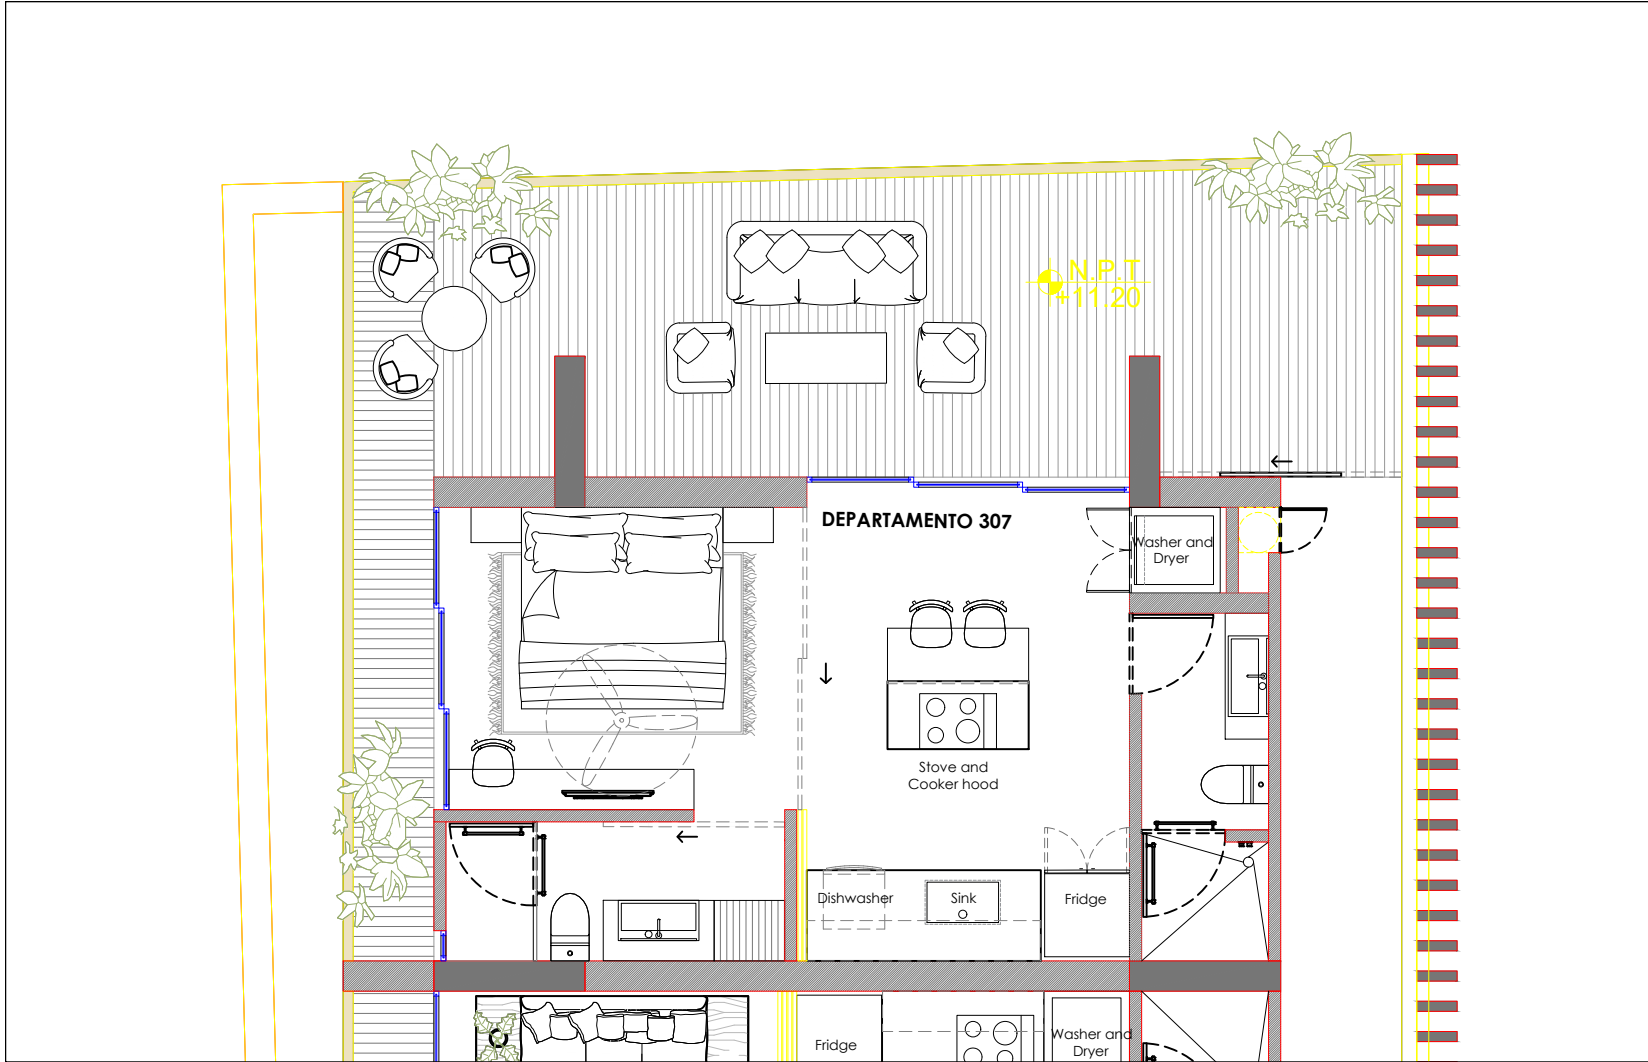 N.P.T
+11.20
DEPARTAMENTO 307
Washer and
Dryer
Stove and
Cooker hood
Dishwasher
Sink
Fridge
Fridge
Washer and
Dryer